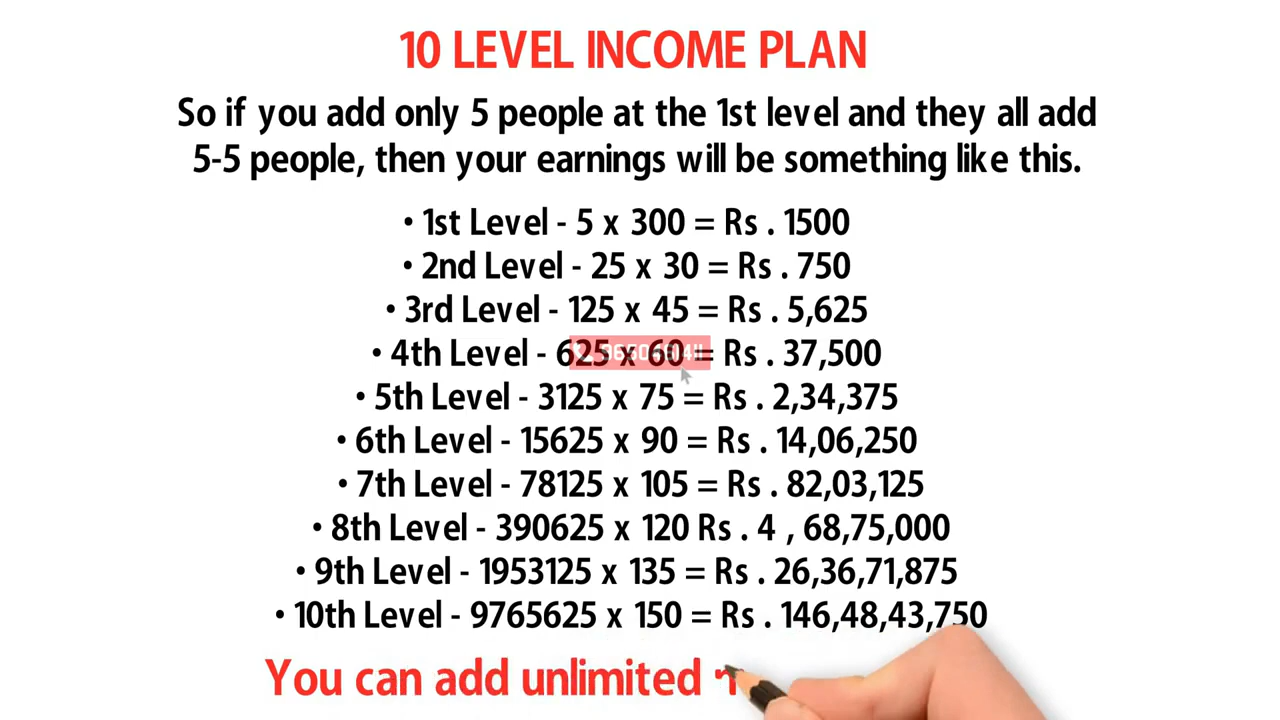 10 LEVEL INCOME PLAN
So if you add only 5 people at the 1st level and they all add
5-5 people, then your earnings will be something like this.
• 1st Level - 5 x 300 = Rs . 1500
• 2nd Level - 25 x 30 = Rs . 750
• 3rd Level - 125 x 45 = Rs . 5,625
• 4th Level - 625 x 60 = Rs . 37,500
• 5th Level - 3125 x 75 = Rs . 2,34,375
• 6th Level - 15625 x 90 = Rs . 14,06,250
• 7th Level - 78125 x 105 = Rs . 82,03,125
• 8th Level - 390625 x 120 Rs . 4 , 68,75,000
• 9th Level - 1953125 x 135 = Rs . 26,36,71,875
• 10th Level - 9765625 x 150 = Rs . 146,48,43,750
You can add unlimited